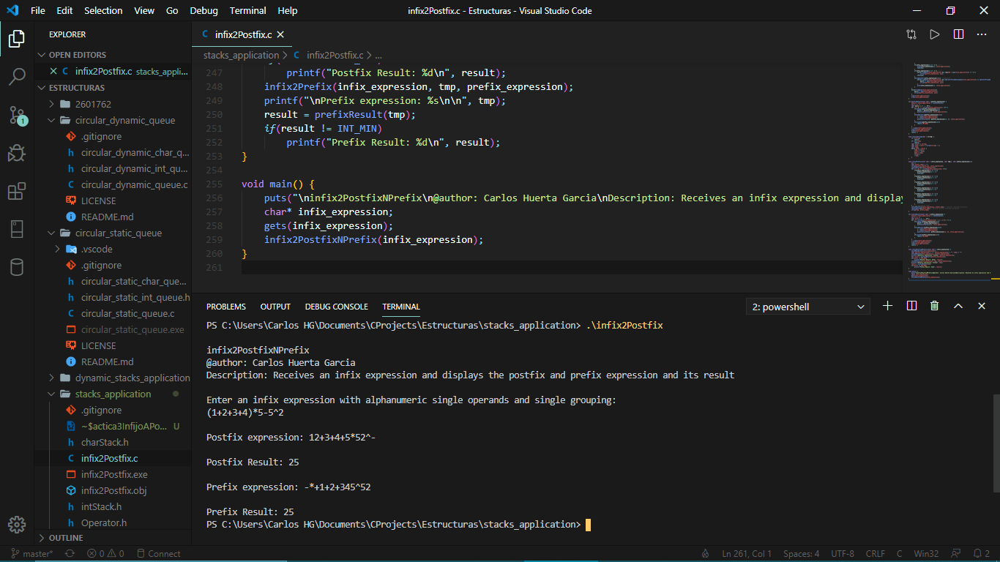 File Edit Selection View Go Debug Terminal Help infix2Postfix.c - Estructuras - Visual Studio Code
EXPLORER
OPEN EDITORS
infix2Postfix.c stacks_appli...
ESTRUCTURAS
2601762
circular_dynamic_queue
.gitignore
circular_dynamic_char_q...
circular_dynamic_int_qu...
circular_dynamic_queue.c
LICENSE
README.md
circular_static_queue
.vscode
.gitignore
circular_static_char_que...
circular_static_int_queue.h
circular_static_queue.c
circular_static_queue.exe
LICENSE
README.md
dynamic_stacks_application
stacks_application
.gitignore
~$actica3InfijoAPo... U
charStack.h
infix2Postfix.c
infix2Postfix.exe
infix2Postfix.obj
intStack.h
Operator.h
OUTLINE
1
infix2Postfix.c
stacks_application > infix2Postfix.c > ...
247 printf("Postfix Result: %d\n", result);
248 infix2Prefix(infix_expression, tmp, prefix_expression);
249 printf("\nPrefix expression: %s\n\n", tmp);
250 result = prefixResult(tmp);
251 if(result != INT_MIN)
252 printf("Prefix Result: %d\n", result);
253 }
254
255 void main() {
256 puts("\ninfix2PostfixNPrefix\n@author: Carlos Huerta Garcia\nDescription: Receives an infix expression and displa
257 char* infix_expression;
258 gets(infix_expression);
259 infix2PostfixNPrefix(infix_expression);
260 }
261
PROBLEMS OUTPUT DEBUG CONSOLE TERMINAL 2: powershell
PS C:\Users\Carlos HG\Documents\CProjects\Estructuras\stacks_application> .\infix2Postfix
infix2PostfixNPrefix
@author: Carlos Huerta Garcia
Description: Receives an infix expression and displays the postfix and prefix expression and its result
Enter an infix expression with alphanumeric single operands and single grouping:
(1+2+3+4)*5-5^2
Postfix expression: 12+3+4+5*52^-
Postfix Result: 25
Prefix expression: -*+1+2+345^52
Prefix Result: 25
PS C:\Users\Carlos HG\Documents\CProjects\Estructuras\stacks_application>
master* 0 0 Connect Ln 261, Col 1 Spaces: 4 UTF-8 CRLF C Win32 2